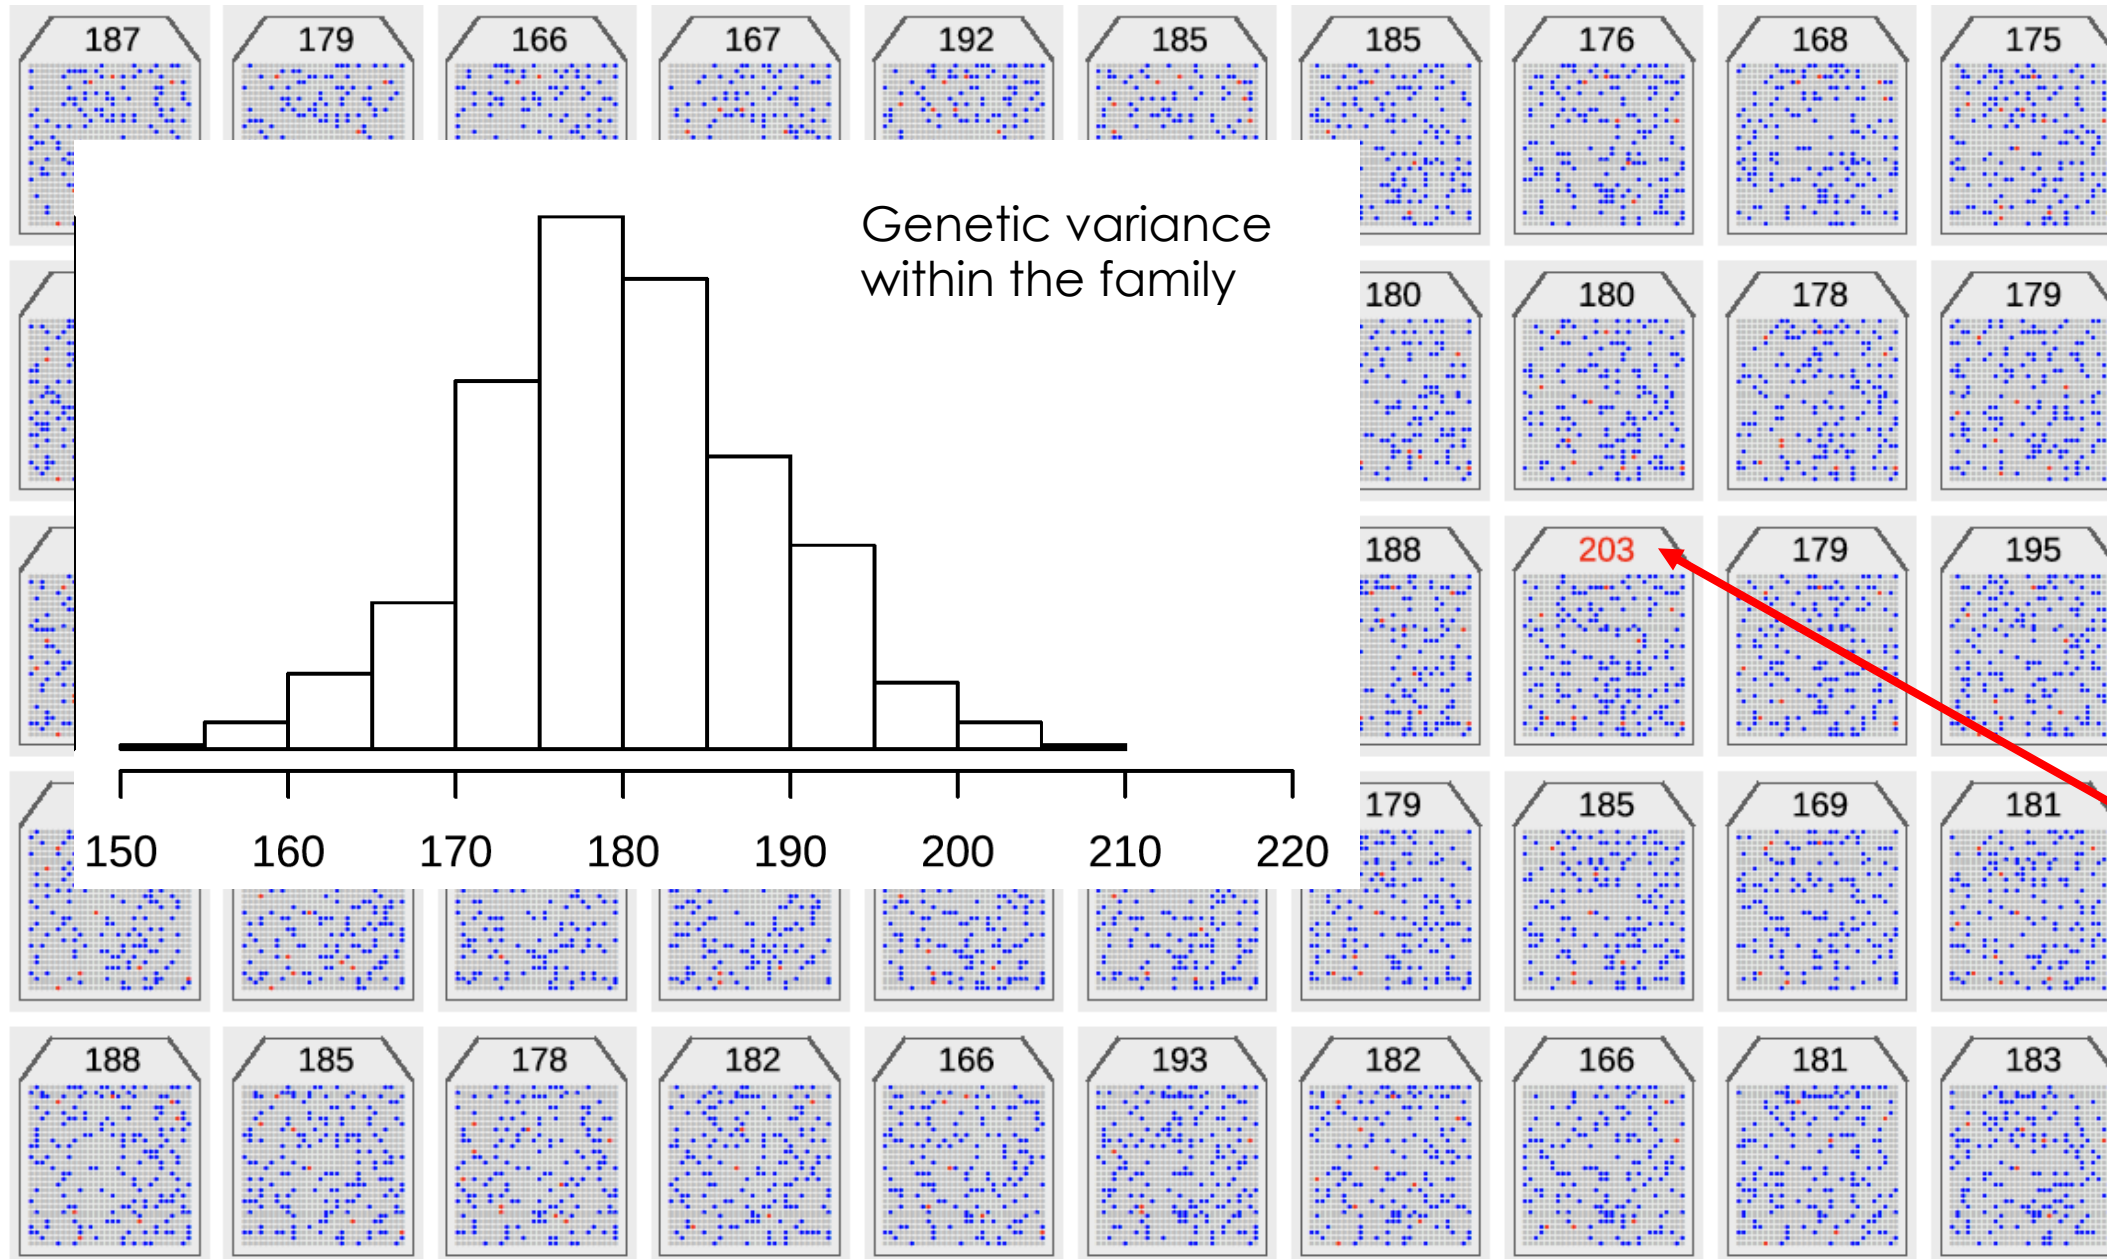 187 179 166 167 192 185 185 176 168 175
Genetic variance
within the family
180 180 178 179
188 203 179 195
179 185 169 181
150 160 170 180 190 200 210 220
188 185 178 182 166 193 182 166 181 183